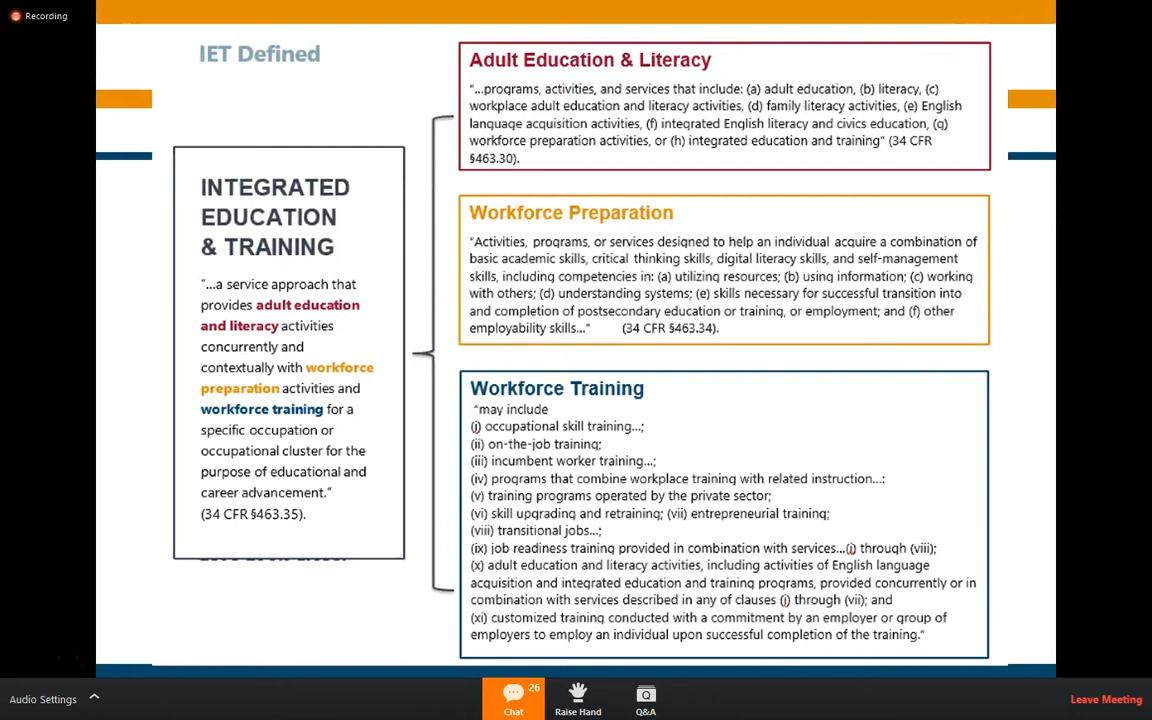 Recording
IET Defined
INTEGRATED
EDUCATION
& TRAINING
“...a service approach that
provides adult education
and literacy activities
concurrently and
contextually with workforce
preparation activities and
workforce training for a
specific occupation or
occupational cluster for the
purpose of educational and
career advancement.”
(34 CFR §463.35).
Adult Education & Literacy
“...programs, activities, and services that include: (a) adult education, (b) literacy, (c)
workplace adult education and literacy activities, (d) family literacy activities, (e) English
language acquisition activities, (f) integrated English literacy and civics education, (g)
workforce preparation activities, or (h) integrated education and training” (34 CFR
§463.30).
Workforce Preparation
“Activities, programs, or services designed to help an individual acquire a combination of
basic academic skills, critical thinking skills, digital literacy skills, and self-management
skills, including competencies in: (a) utilizing resources; (b) using information; (c) working
with others; (d) understanding systems; (e) skills necessary for successful transition into
and completion of postsecondary education or training, or employment; and (f) other
employability skills...” (34 CFR §463.34).
Workforce Training
“may include
(i) occupational skill training...;
(ii) on-the-job training;
(iii) incumbent worker training...;
(iv) programs that combine workplace training with related instruction...:
(v) training programs operated by the private sector;
(vi) skill upgrading and retraining; (vii) entrepreneurial training;
(viii) transitional jobs...;
(ix) job readiness training provided in combination with services...(i) through (viii);
(x) adult education and literacy activities, including activities of English language
acquisition and integrated education and training programs, provided concurrently or in
combination with services described in any of clauses (i) through (vii); and
(xi) customized training conducted with a commitment by an employer or group of
employers to employ an individual upon successful completion of the training.”
Audio Settings
26
Chat
Raise Hand
Q
Q&A
Leave Meeting